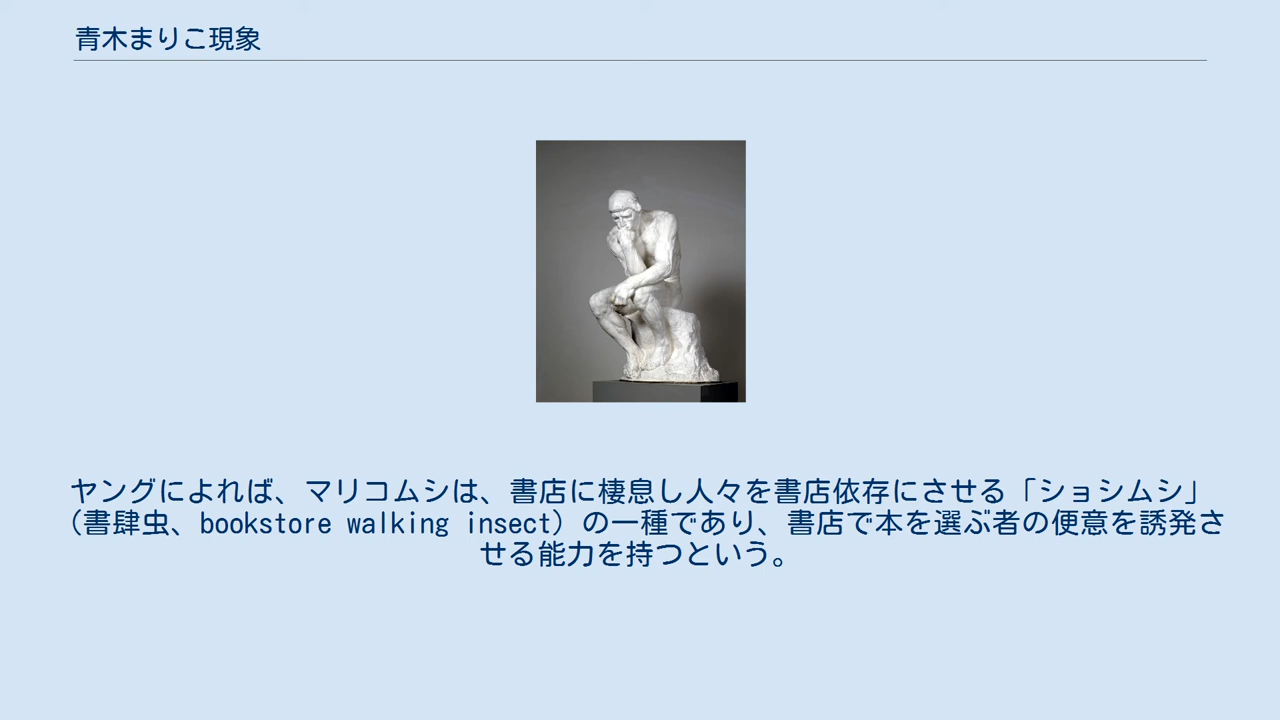 青木まりこ現象
ヤングによれば、マリコムシは、書店に棲息し人々を書店依存にさせる「ショシムシ」
(書肆虫、bookstore walking insect) の一種であり、書店で本を選ぶ者の便意を誘発さ
せる能力を持つという。